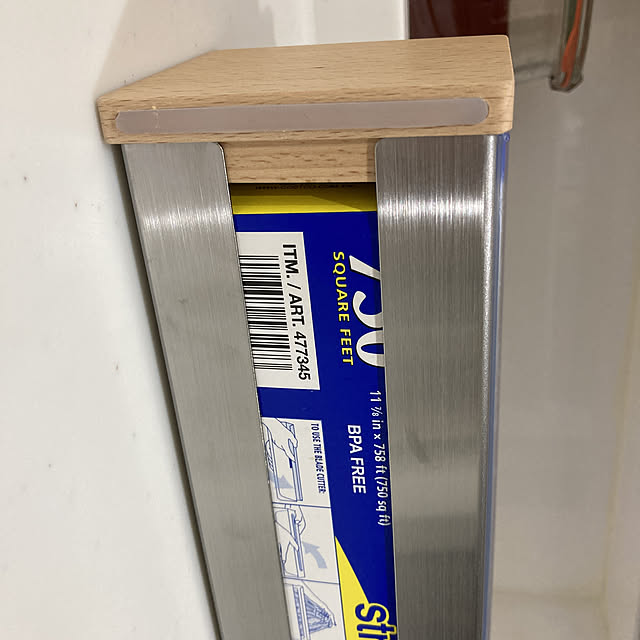 ITM. / ART. 477345
750
SQUARE FEET
11 ⅞ in x 758 ft (750 sq ft)
BPA FREE
TO USE THE BLADE CUTTER: